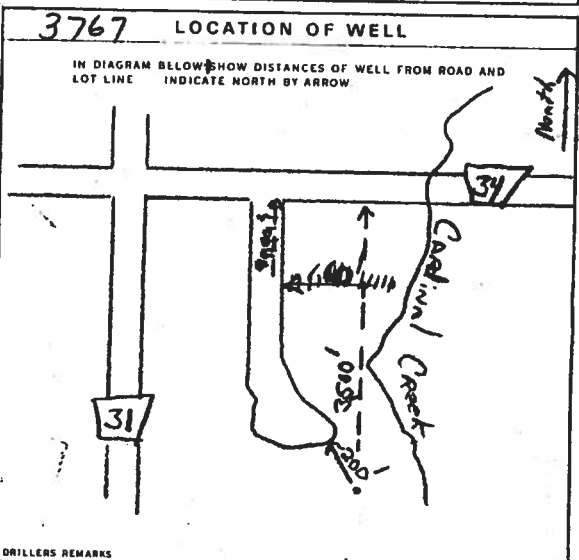 3767 LOCATION OF WELL
IN DIAGRAM BELOW SHOW DISTANCES OF WELL FROM ROAD AND
LOT LINE INDICATE NORTH BY ARROW
North
34
Cardinal Creek
3500'
31
200'
DRILLERS REMARKS